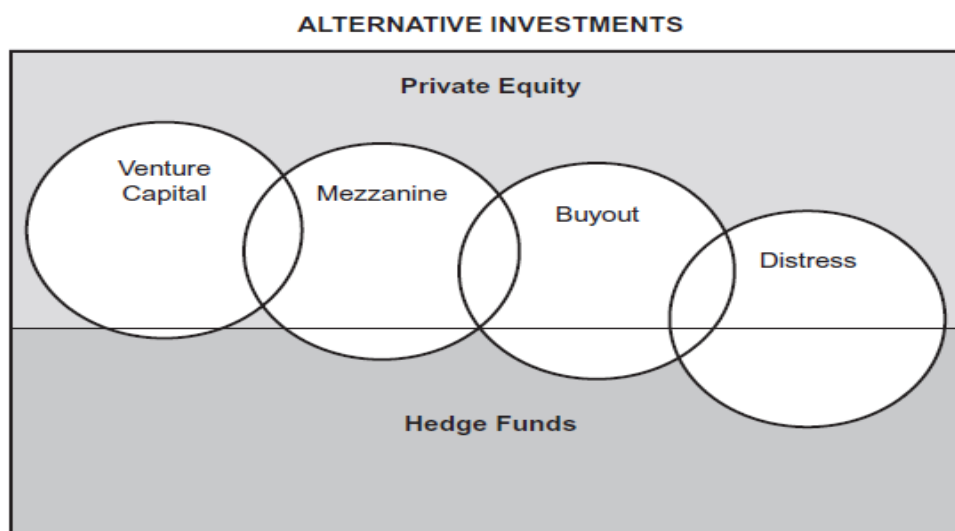 ALTERNATIVE INVESTMENTS
Private Equity
Venture
Capital
Mezzanine
Buyout
Distress
Hedge Funds